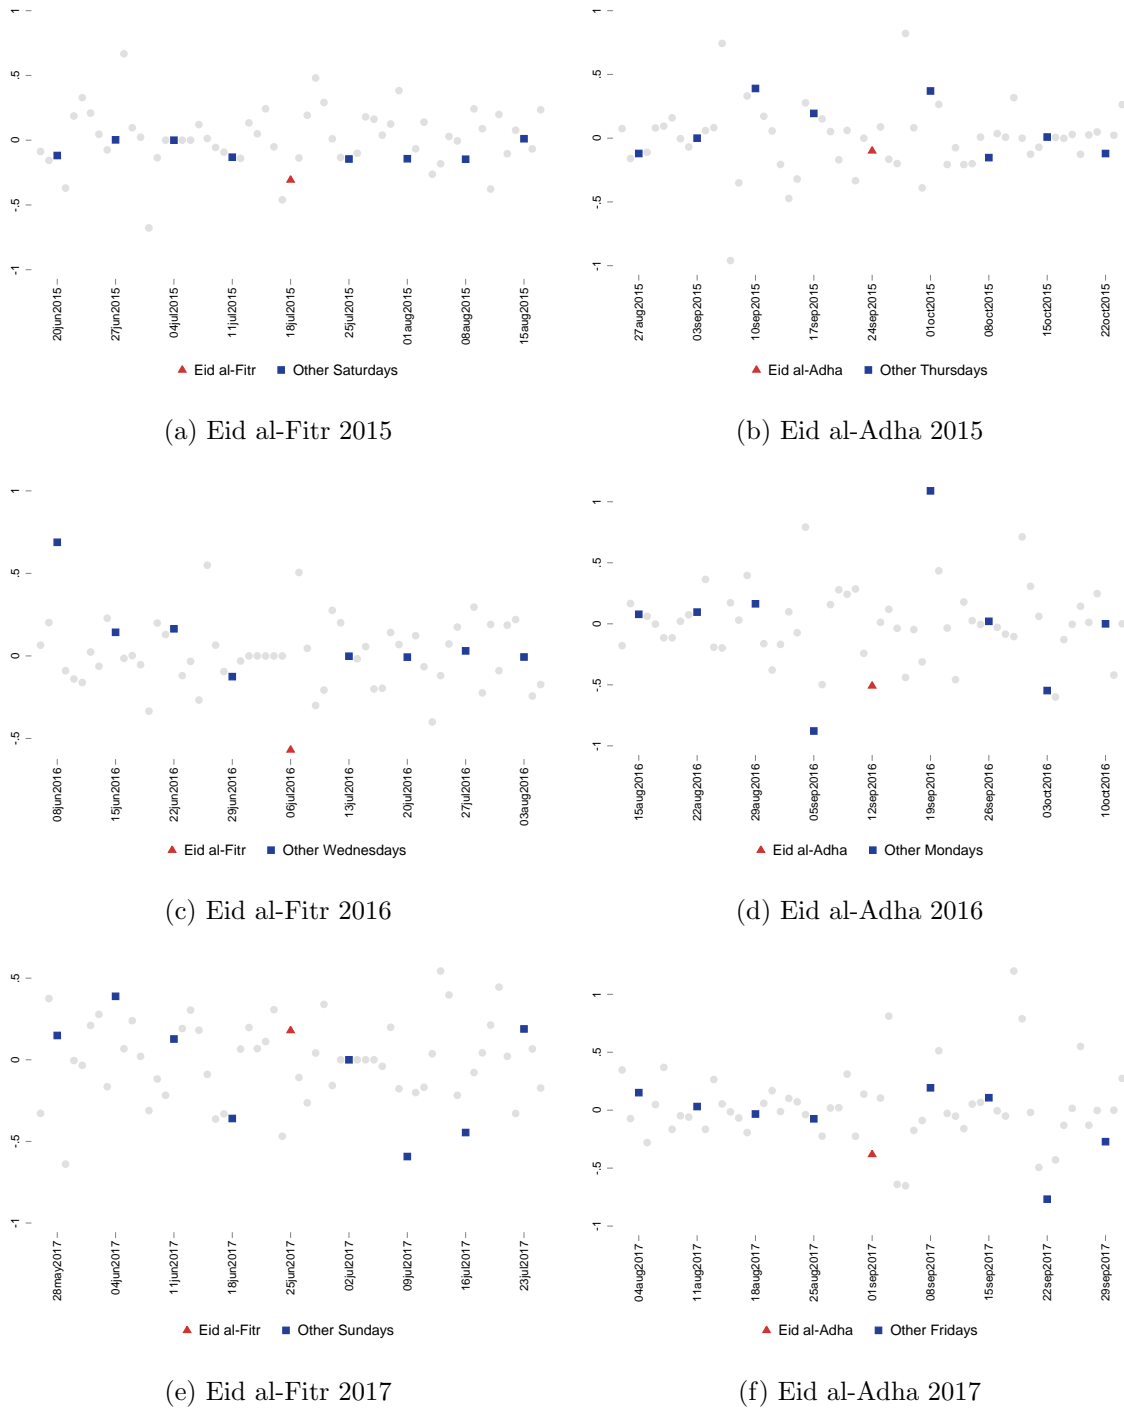 1
.5
0
-.5
-1
20jun2015
27jun2015
04jul2015
11jul2015
18jul2015
25jul2015
01aug2015
08aug2015
15aug2015
Eid al-Fitr Other Saturdays
(a) Eid al-Fitr 2015
1
.5
0
-.5
-1
27aug2015
03sep2015
10sep2015
17sep2015
24sep2015
01oct2015
08oct2015
15oct2015
22oct2015
Eid al-Adha Other Thursdays
(b) Eid al-Adha 2015
1
.5
0
-.5
08jun2016
15jun2016
22jun2016
29jun2016
06jul2016
13jul2016
20jul2016
27jul2016
03aug2016
Eid al-Fitr Other Wednesdays
(c) Eid al-Fitr 2016
1
.5
0
-.5
-1
15aug2016
22aug2016
29aug2016
05sep2016
12sep2016
19sep2016
26sep2016
03oct2016
10oct2016
Eid al-Adha Other Mondays
(d) Eid al-Adha 2016
.5
0
-.5
-1
28may2017
04jun2017
11jun2017
18jun2017
25jun2017
02jul2017
09jul2017
16jul2017
23jul2017
Eid al-Fitr Other Sundays
(e) Eid al-Fitr 2017
1
.5
0
-.5
-1
04aug2017
11aug2017
18aug2017
25aug2017
01sep2017
08sep2017
15sep2017
22sep2017
29sep2017
Eid al-Adha Other Fridays
(f) Eid al-Adha 2017